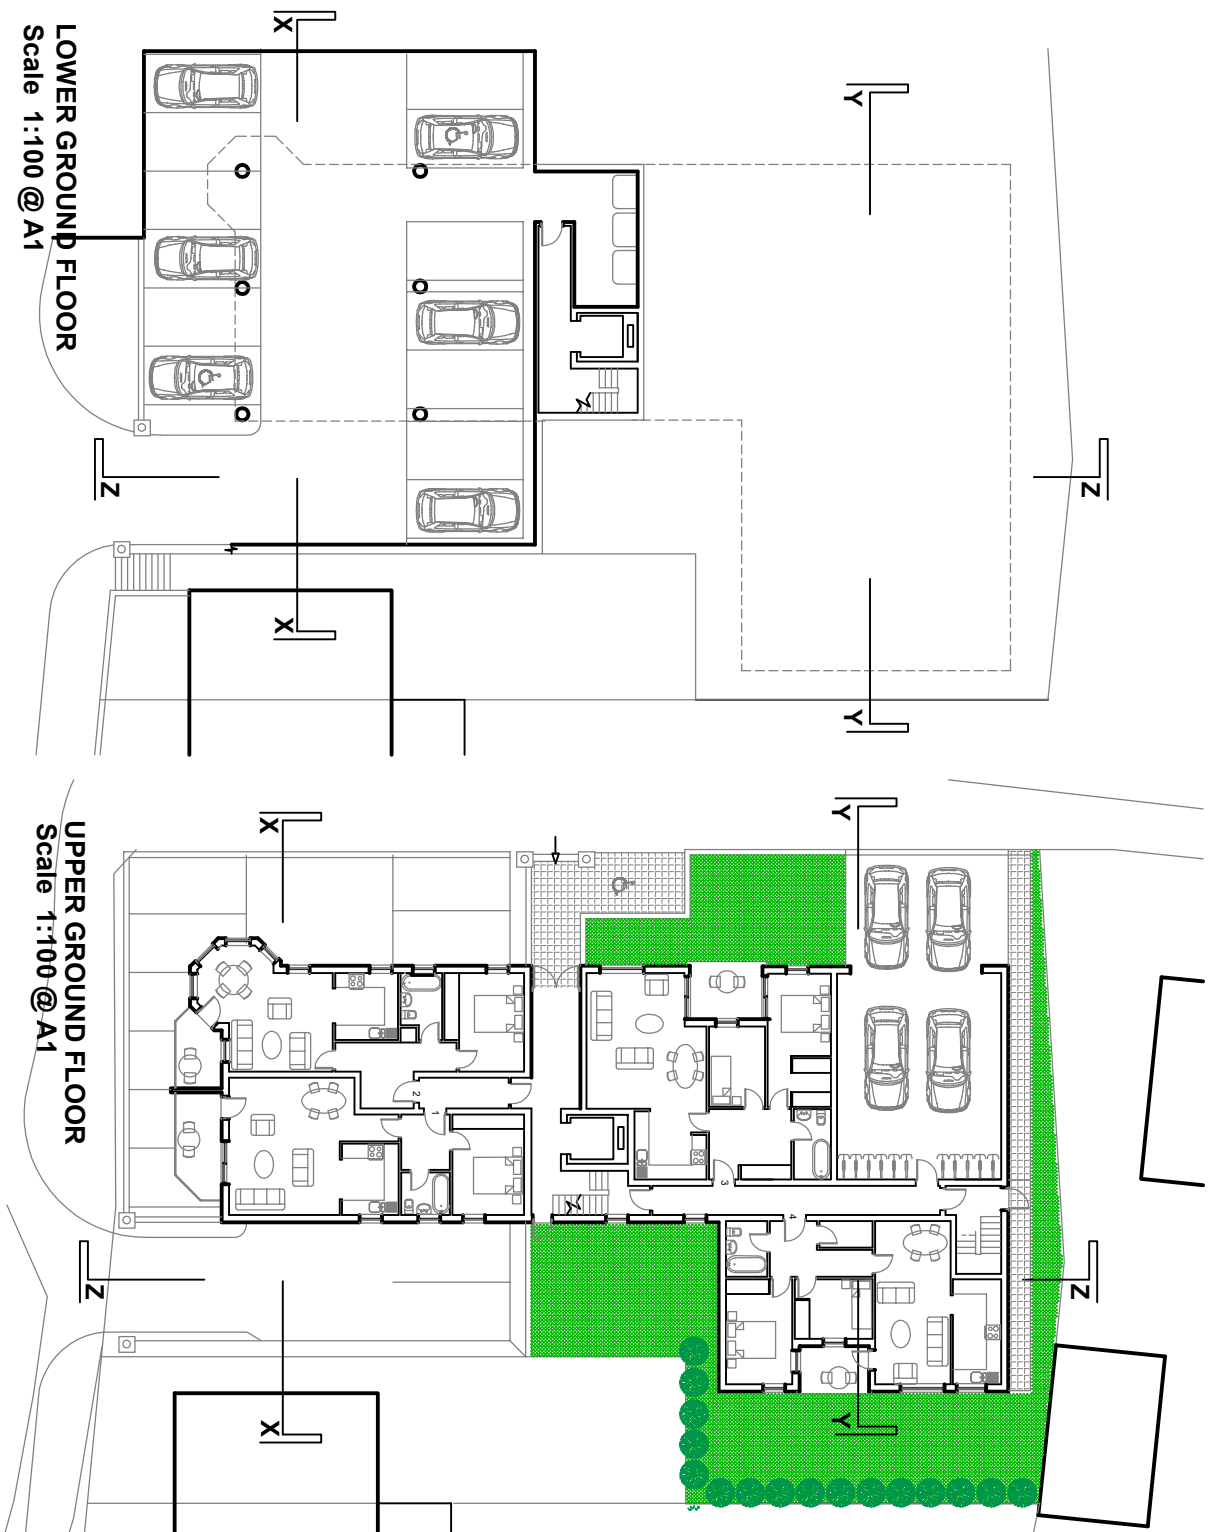 LOWER GROUND FLOOR
Scale 1:100 @ A1
X
X
Y
Y
Z
Z
UPPER GROUND FLOOR
Scale 1:100 @ A1
X
X
Y
Y
Z
Z
1
2
3
4